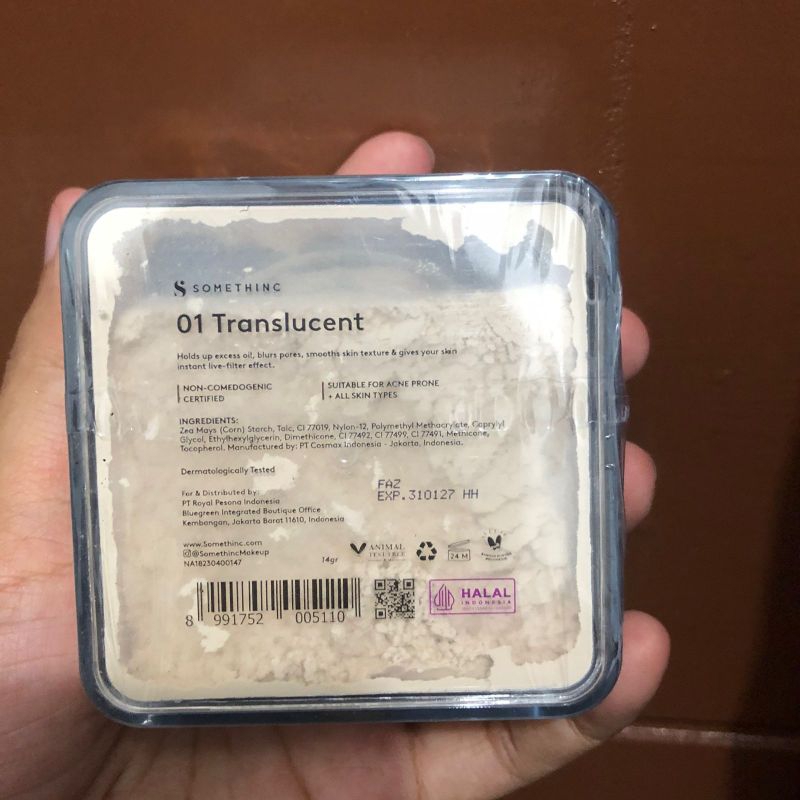 SOMETHINC
01 Translucent
Holds up excess oil, blurs pores, smooths skin texture & gives your skin
instant live-filter effect.
NON-COMEDOGENIC
CERTIFIED
SUITABLE FOR ACNE PRONE
+ ALL SKIN TYPES
INGREDIENTS:
Zea Mays (Corn) Starch, Talc, CI 77019, Nylon-12, Polymethyl Methacrylate, Caprylyl
Glycol, Ethylhexylglycerin, Dimethicone, CI 77492, CI 77499, CI 77491, Methicone,
Tocopherol. Manufactured by: PT Cosmax Indonesia - Jakarta, Indonesia.
Dermatologically Tested
FAZ
EXP.310127 HH
For & Distributed by:
PT Royal Pesona Indonesia
Bluegreen Integrated Boutique Office
Kembangan, Jakarta Barat 11610, Indonesia
www.Somethinc.com
@SomethincMakeup
NA18230400147
14gr
ANIMAL
24 M
8 991752 005110
HALAL
INDONESIA